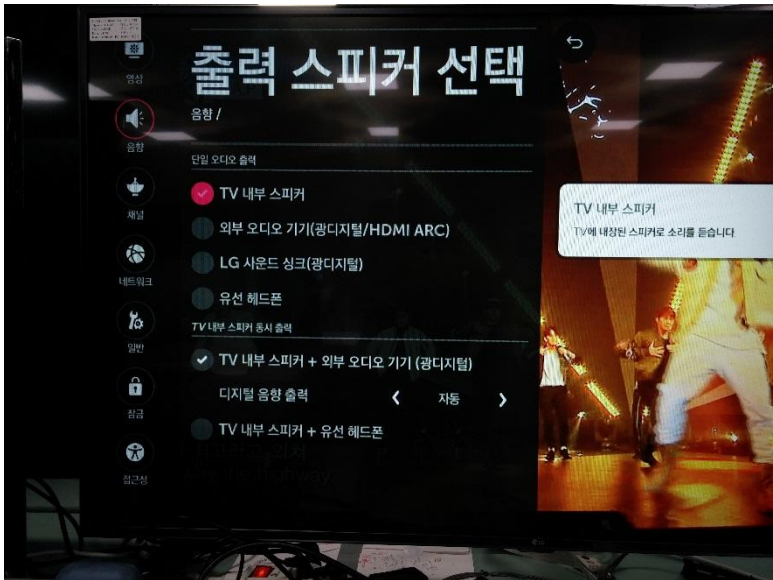 출력 스피커 선택
음향 /
영상
음향
채널
네트워크
일반
잠금
접근성
단일 오디오 출력
TV 내부 스피커
외부 오디오 기기(광디지털/HDMI ARC)
LG 사운드 싱크(광디지털)
유선 헤드폰
TV 내부 스피커 동시 출력
TV 내부 스피커 + 외부 오디오 기기 (광디지털)
디지털 음향 출력
자동
TV 내부 스피커 + 유선 헤드폰
TV 내부 스피커
TV에 내장된 스피커로 소리를 듣습니다.
highway